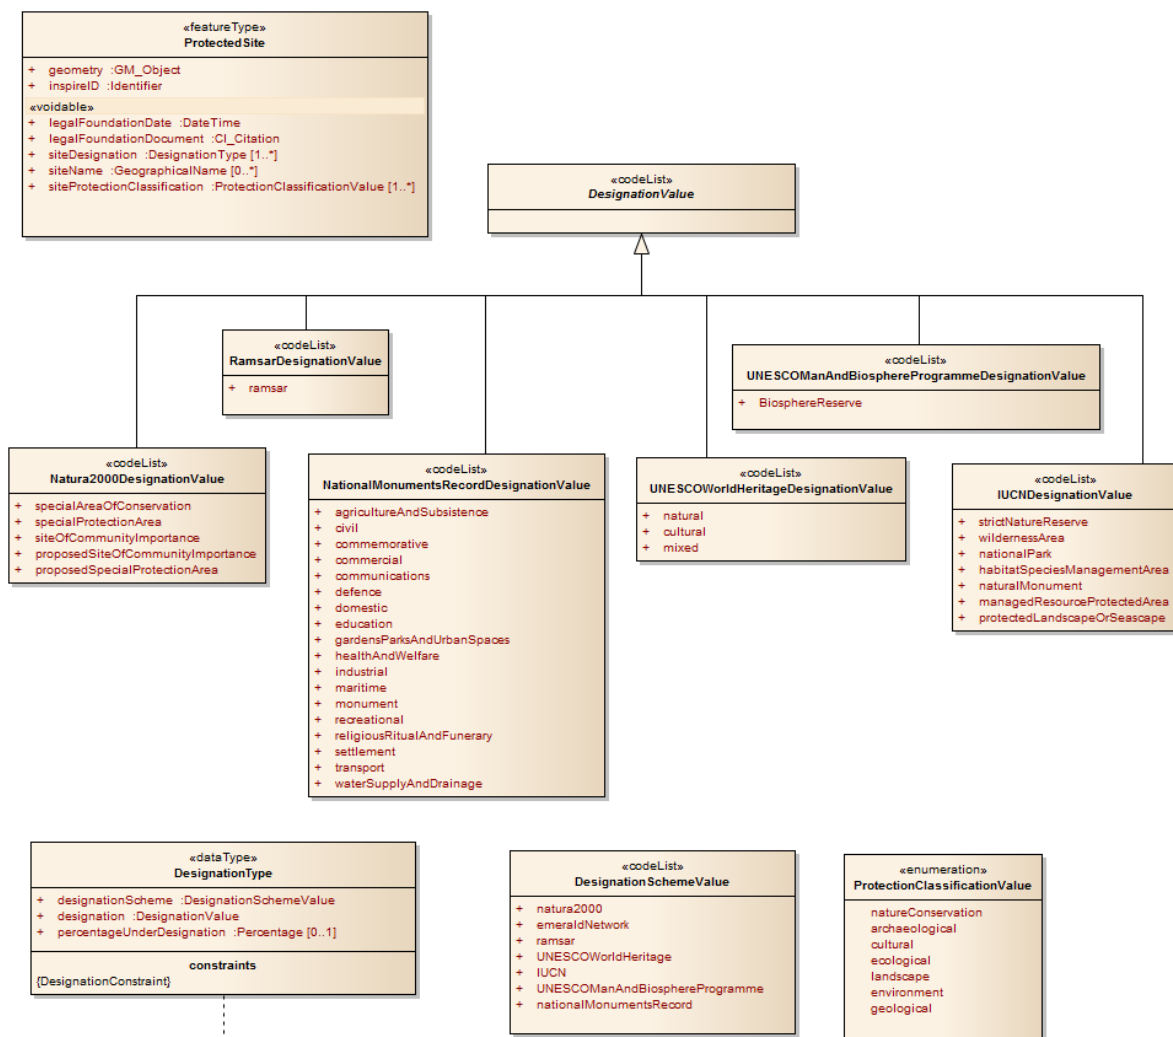 «featureType»
ProtectedSite
+ geometry :GM_Object
+ inspireID :Identifier
«voidable»
+ legalFoundationDate :DateTime
+ legalFoundationDocument :CI_Citation
+ siteDesignation :DesignationType [1..*]
+ siteName :GeographicalName [0..*]
+ siteProtectionClassification :ProtectionClassificationValue [1..*]
«codeList»
DesignationValue
«codeList»
RamsarDesignationValue
+ ramsar
«codeList»
UNESCOManAndBiosphereProgrammeDesignationValue
+ BiosphereReserve
«codeList»
Natura2000DesignationValue
+ specialAreaOfConservation
+ specialProtectionArea
+ siteOfCommunityImportance
+ proposedSiteOfCommunityImportance
+ proposedSpecialProtectionArea
«codeList»
NationalMonumentsRecordDesignationValue
+ agricultureAndSubsistence
+ civil
+ commemorative
+ commercial
+ communications
+ defence
+ domestic
+ education
+ gardensParksAndUrbanSpaces
+ healthAndWelfare
+ industrial
+ maritime
+ monument
+ recreational
+ religiousRitualAndFunerary
+ settlement
+ transport
+ waterSupplyAndDrainage
«codeList»
UNESCOWorldHeritageDesignationValue
+ natural
+ cultural
+ mixed
«codeList»
IUCNDesignationValue
+ strictNatureReserve
+ wildernessArea
+ nationalPark
+ habitatSpeciesManagementArea
+ naturalMonument
+ managedResourceProtectedArea
+ protectedLandscapeOrSeascape
«dataType»
DesignationType
+ designationScheme :DesignationSchemeValue
+ designation :DesignationValue
+ percentageUnderDesignation :Percentage [0..1]
constraints
{DesignationConstraint}
«codeList»
DesignationSchemeValue
+ natura2000
+ emeraldNetwork
+ ramsar
+ UNESCOWorldHeritage
+ IUCN
+ UNESCOManAndBiosphereProgramme
+ nationalMonumentsRecord
«enumeration»
ProtectionClassificationValue
natureConservation
archaeological
cultural
ecological
landscape
environment
geological